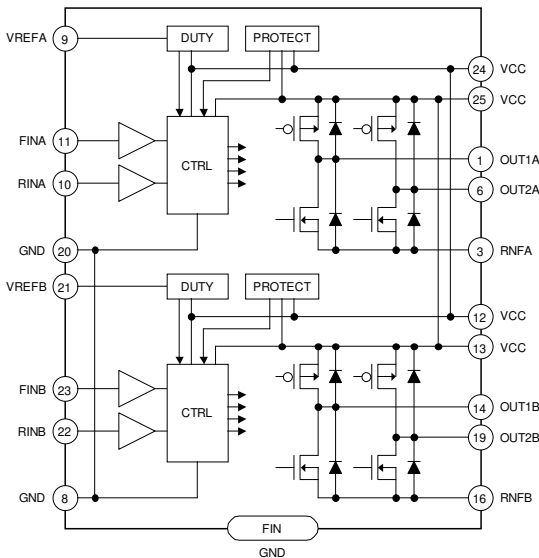 VREFA 9 DUTY PROTECT
24 VCC
25 VCC
FINA 11
CTRL
1 OUT1A
RINA 10
6 OUT2A
GND 20
3 RNFA
VREFB 21 DUTY PROTECT
12 VCC
13 VCC
FINB 23
CTRL
14 OUT1B
RINB 22
19 OUT2B
GND 8
16 RNFB
FIN
GND